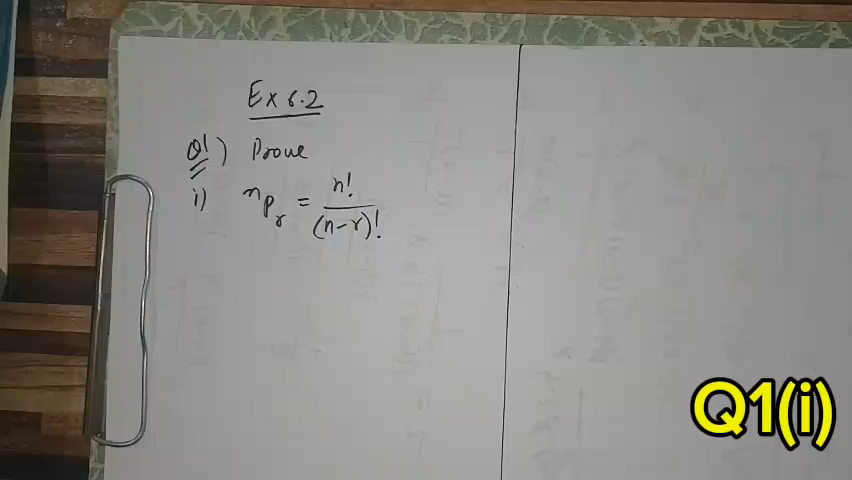 Ex 6.2
Q1) Prove
i) ⁿPᵣ = n! / (n-r)!
Q1(i)